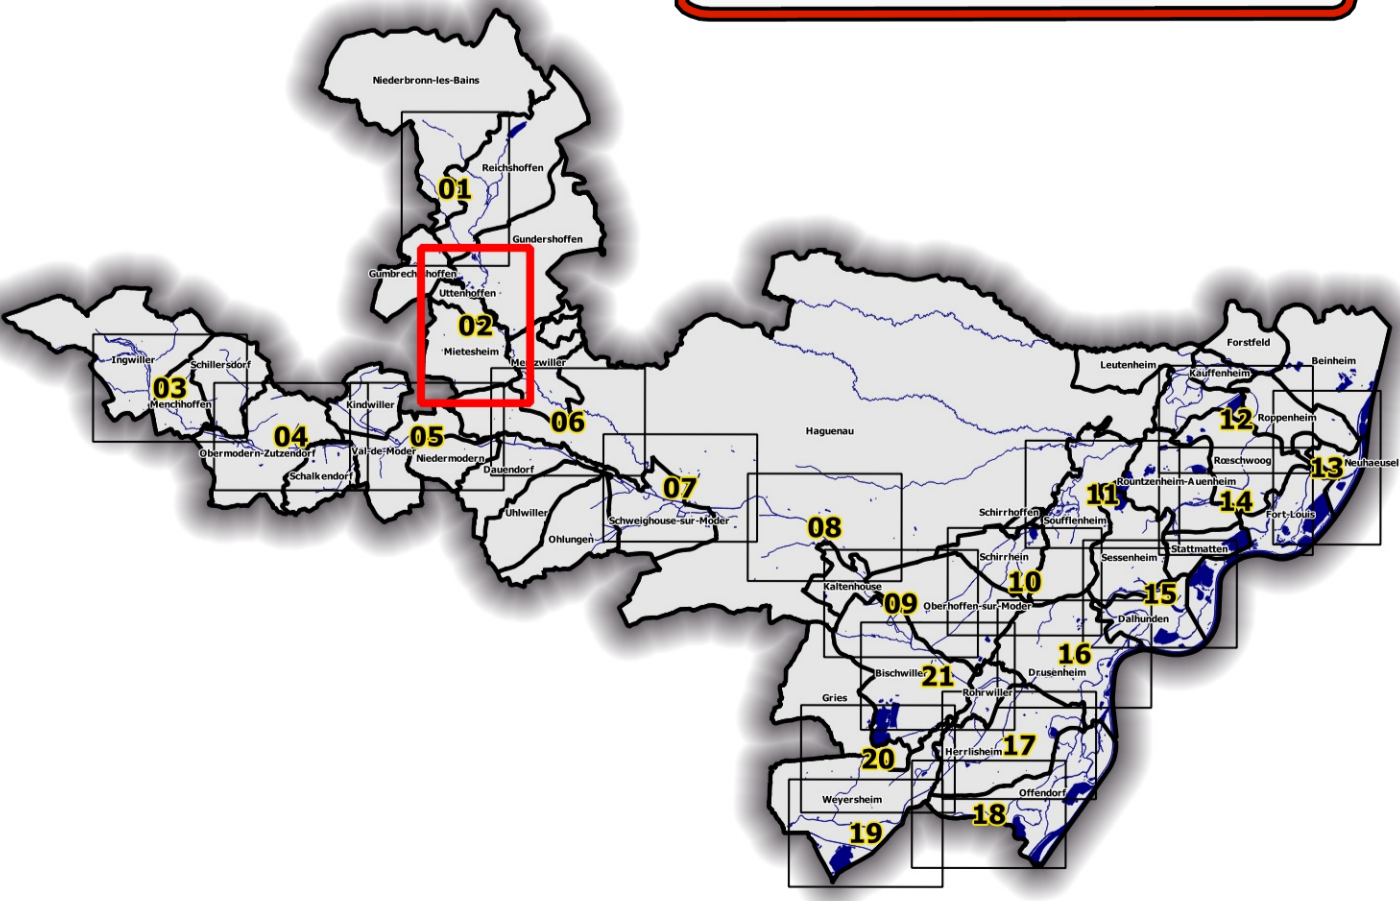 Niederbronn-les-Bains
Reichshoffen
01
Gundershoffen
Gumbrechtshoffen
Uttenhoffen
02
Mietesheim
Mertzwiller
Ingwiller
Schillersdorf
03
Menchhoffen
Kindwiller
04
05
06
Obermodern-Zutzendorf
Val-de-Moder
Niedermodern
Schalkendorf
Dauendorf
Uhlwiller
07
Schweighouse-sur-Moder
Ohlungen
Haguenau
08
Leutenheim
Forstfeld
Kauffenheim
Beinheim
12
Roppenheim
Rœschwoog
13
Neuhaeusel
11
Rountzenheim-Auenheim
14
Fort-Louis
Schirrhoffen
Soufflenheim
Stattmatten
Schirrhein
Sessenheim
10
15
Kaltenhouse
09
Oberhoffen-sur-Moder
Dalhunden
16
Drusenheim
Bischwiller
21
Rohrwiller
Gries
17
Herrlisheim
20
Offendorf
Weyersheim
18
19